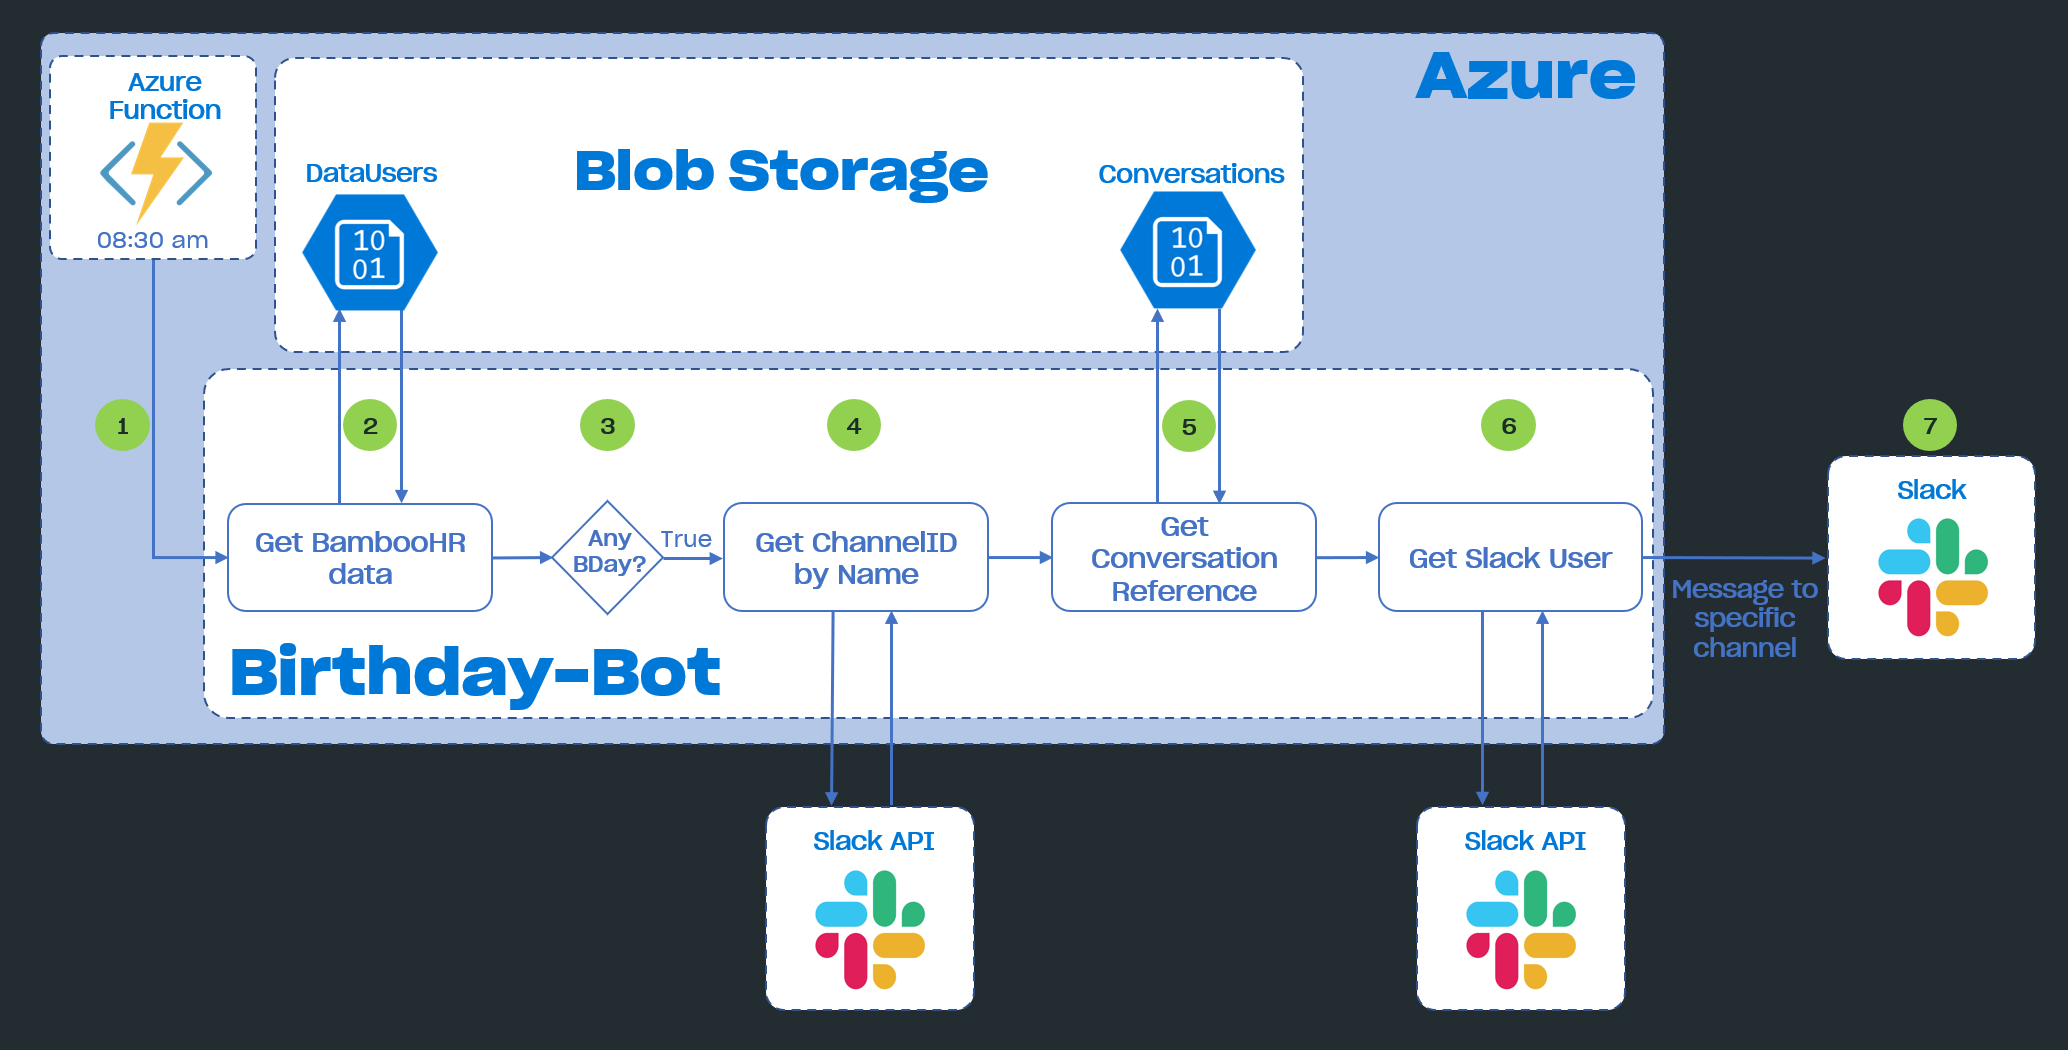 Azure
Azure
Function
08:30 am
Blob Storage
DataUsers
10
01
Conversations
10
01
1
2
3
4
5
6
7
Get BambooHR
data
Any
BDay?
True
Get ChannelID
by Name
Get
Conversation
Reference
Get Slack User
Message to
specific
channel
Slack
Birthday-Bot
Slack API
Slack API